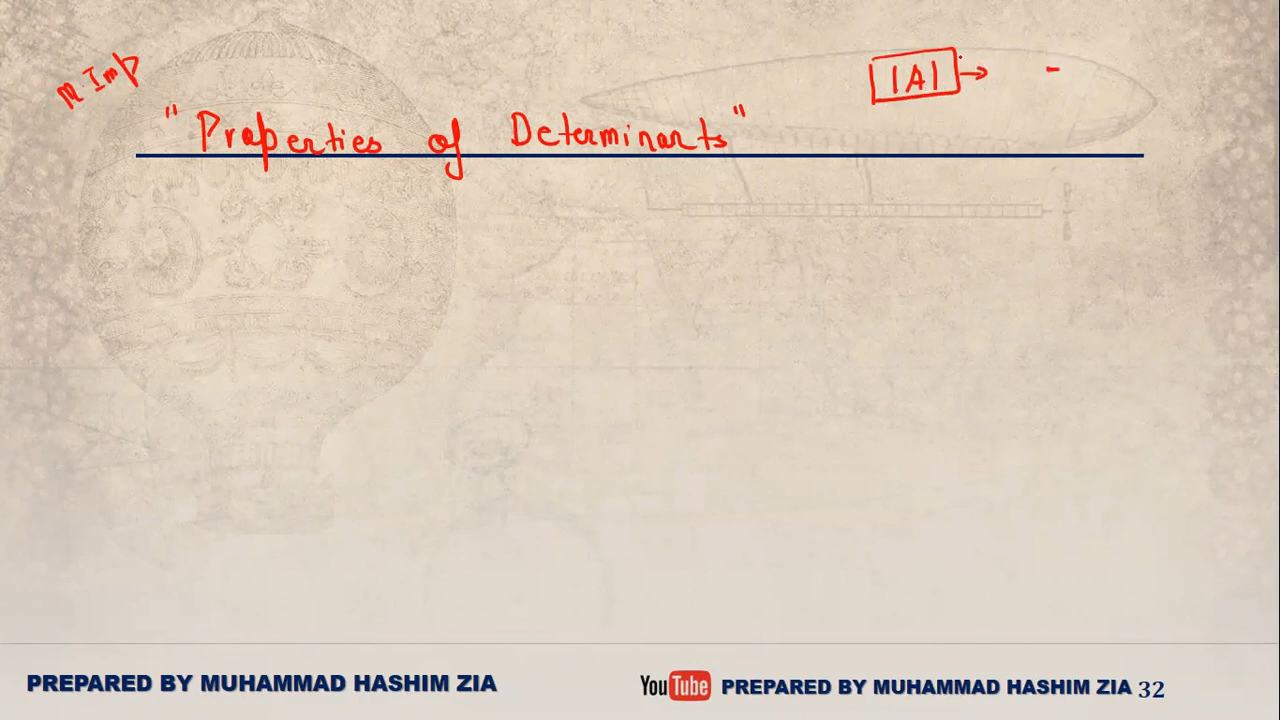 M. Imp
|A| → -
"Properties of Determinants"
PREPARED BY MUHAMMAD HASHIM ZIA
YouTube PREPARED BY MUHAMMAD HASHIM ZIA 32